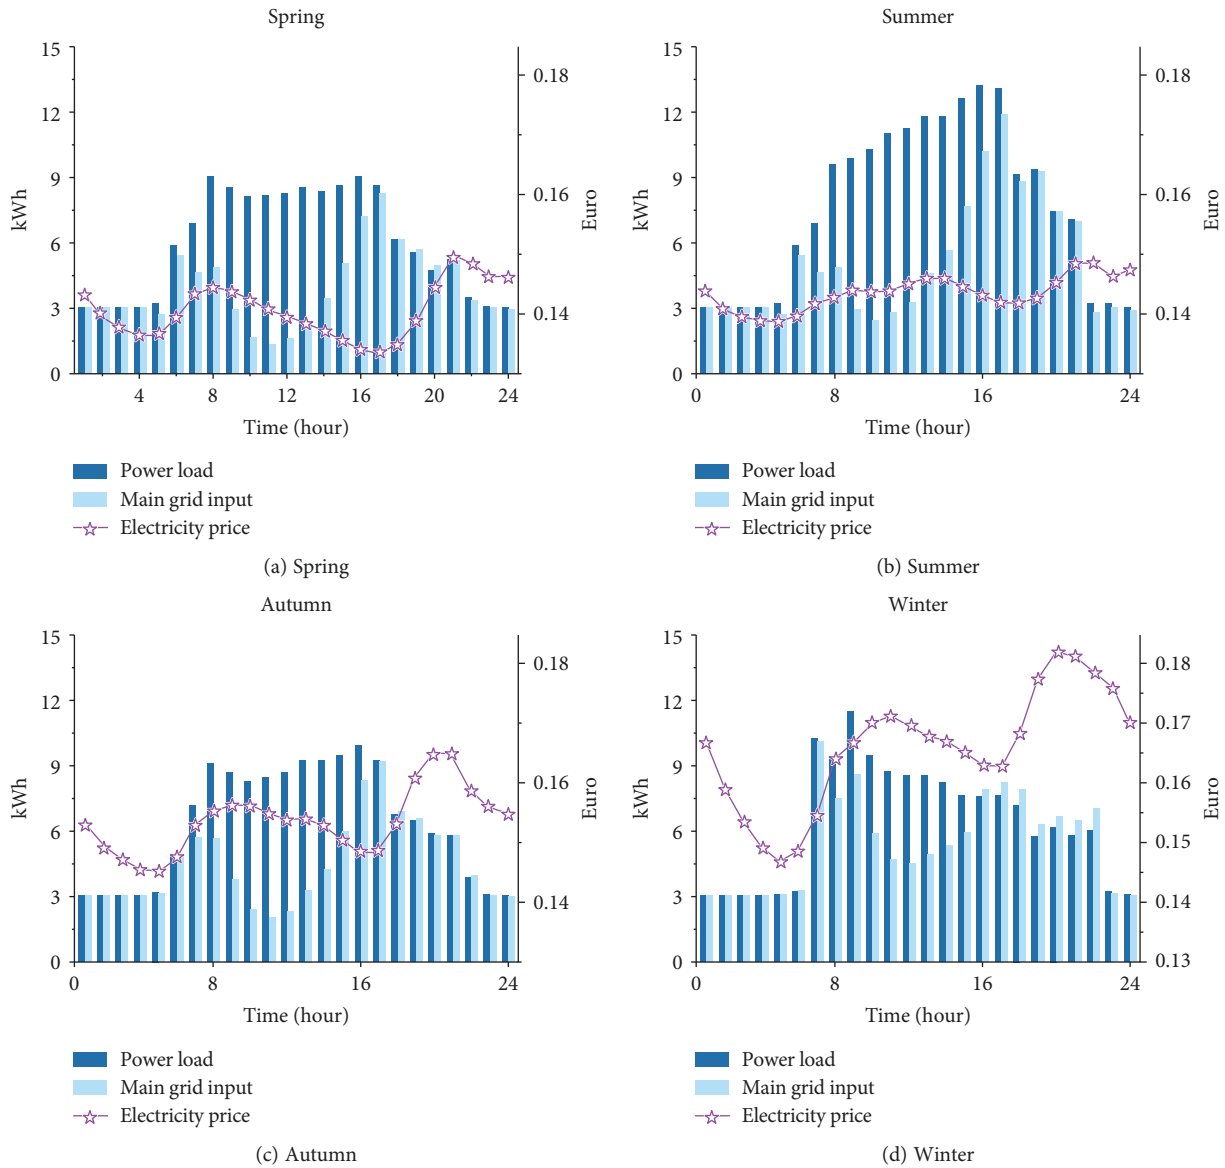 Spring
15
12
9
6
3
0
kWh
0.18
0.16
0.14
Euro
4
8
12
16
20
24
Time (hour)
Power load
Main grid input
Electricity price
(a) Spring
Summer
15
12
9
6
3
0
kWh
0.18
0.16
0.14
Euro
0
8
16
24
Time (hour)
Power load
Main grid input
Electricity price
(b) Summer
Autumn
15
12
9
6
3
0
kWh
0.18
0.16
0.14
Euro
0
8
16
24
Time (hour)
Power load
Main grid input
Electricity price
(c) Autumn
Winter
15
12
9
6
3
0
kWh
0.18
0.17
0.16
0.15
0.14
0.13
Euro
0
8
16
24
Time (hour)
Power load
Main grid input
Electricity price
(d) Winter